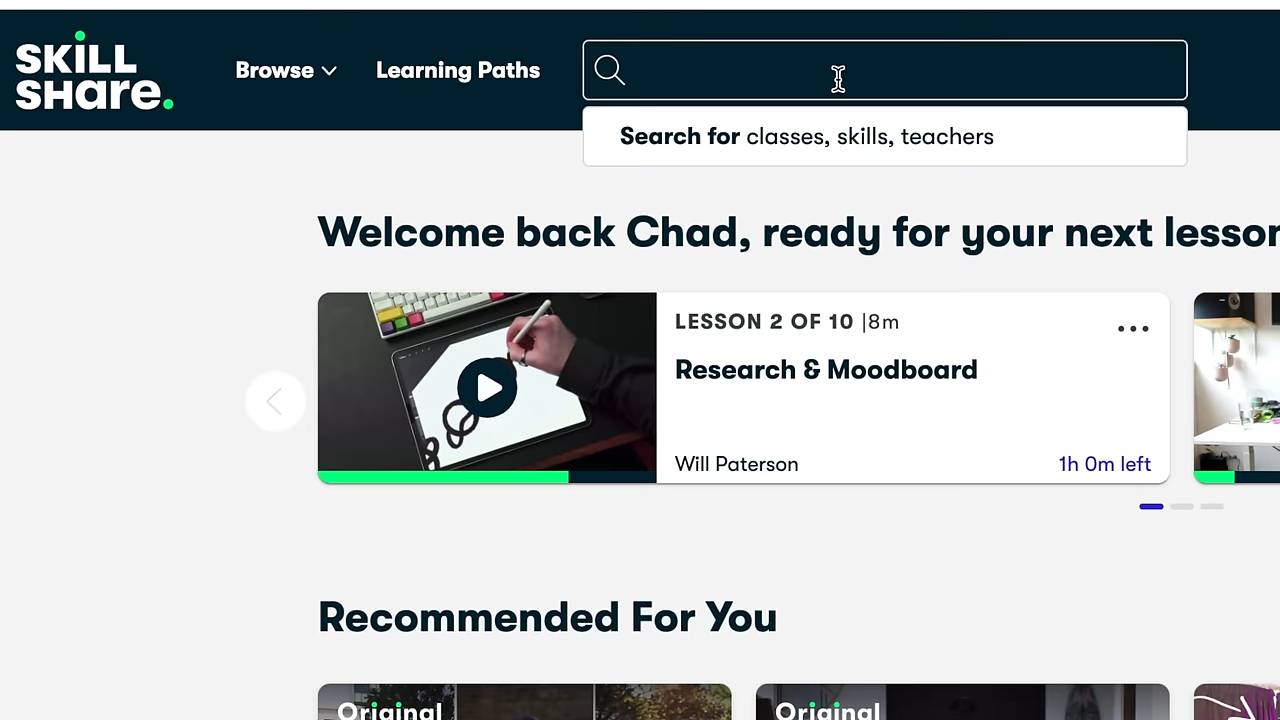 SKILL
SHare.
Browse
Learning Paths
Search for classes, skills, teachers
Welcome back Chad, ready for your next lesson
LESSON 2 OF 10 |8m
Research & Moodboard
Will Paterson
1h 0m left
Recommended For You
Original
Original